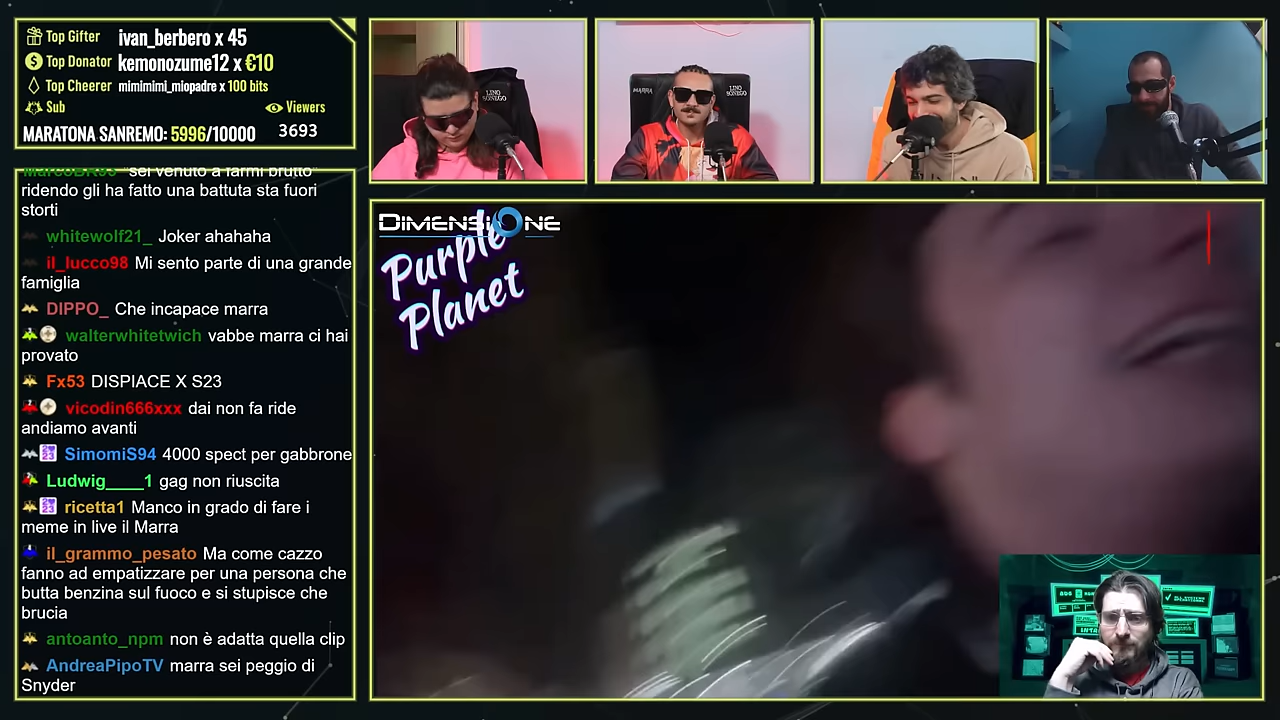 Top Gifter ivan_berbero x 45
Top Donator kemonozume12 x €10
Top Cheerer mimimimi_miopadre x 100 bits
Sub Viewers
MARATONA SANREMO: 5996/10000 3693
"sei venuto a farmi brutto"
ridendo gli ha fatto una battuta sta fuori
storti
whitewolf21_ Joker ahahaha
il_lucco98 Mi sento parte di una grande
famiglia
DIPPO_ Che incapace marra
walterwhitetwich vabbe marra ci hai
provato
Fx53 DISPIACE X S23
vicodin666xxx dai non fa ride
andiamo avanti
SimomiS94 4000 spect per gabbrone
Ludwig____1 gag non riuscita
ricetta1 Manco in grado di fare i
meme in live il Marra
il_grammo_pesato Ma come cazzo
fanno ad empatizzare per una persona che
butta benzina sul fuoco e si stupisce che
brucia
antoanto_npm non è adatta quella clip
AndreaPipoTV marra sei peggio di
Snyder
LINQ
SONEGO
MARRA
LINQ
SONEGO
DIMENSIONE
Purple
Planet